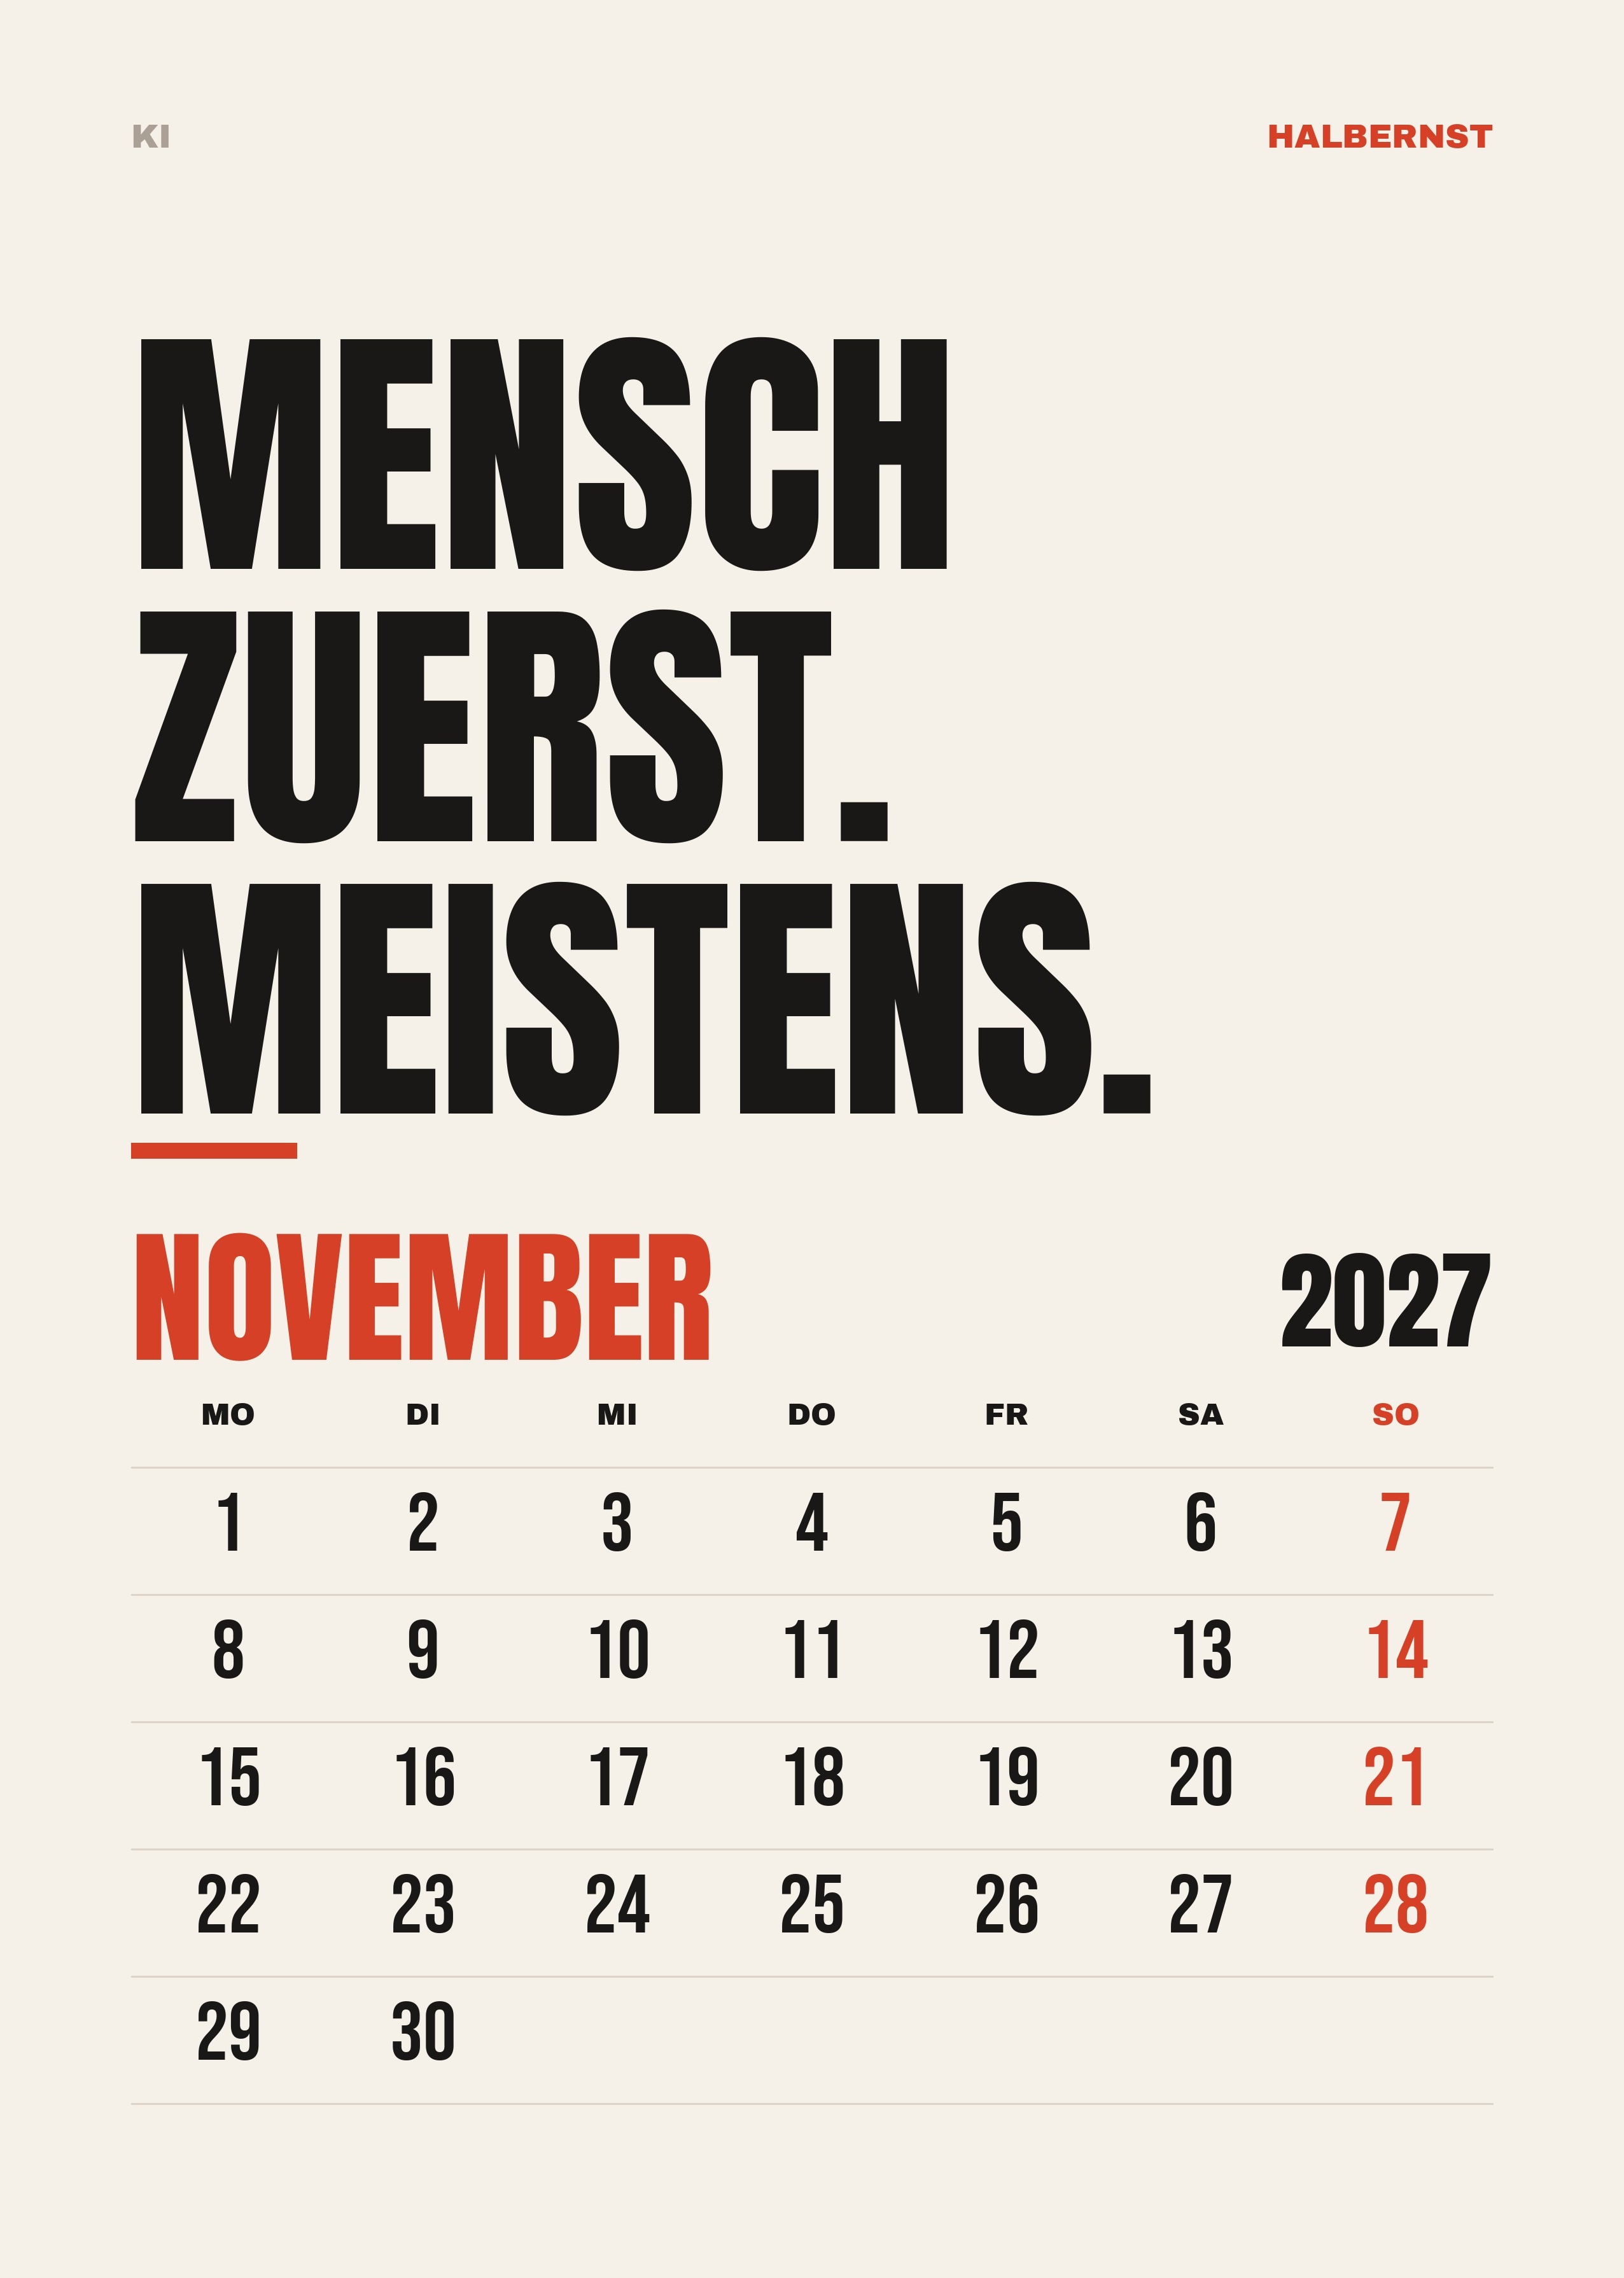 KI HALBERNST
MENSCH
ZUERST.
MEISTENS.
NOVEMBER 2027
MO DI MI DO FR SA SO
1 2 3 4 5 6 7
8 9 10 11 12 13 14
15 16 17 18 19 20 21
22 23 24 25 26 27 28
29 30